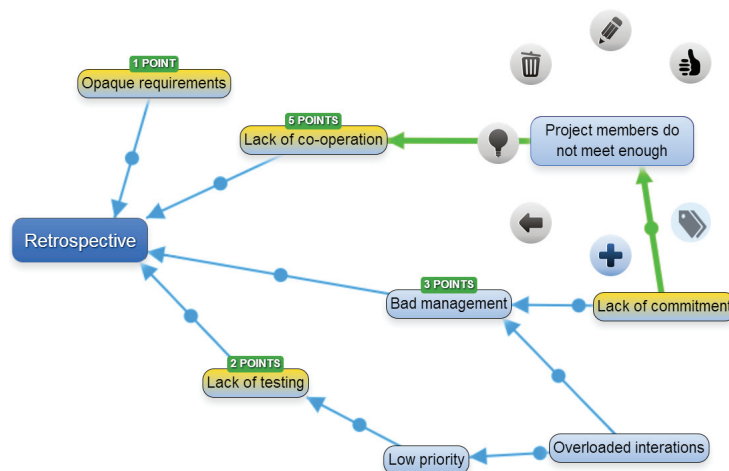 1 POINT
Opaque requirements
5 POINTS
Lack of co-operation
Project members do
not meet enough
Retrospective
3 POINTS
Bad management
Lack of commitment
2 POINTS
Lack of testing
Low priority
Overloaded interations